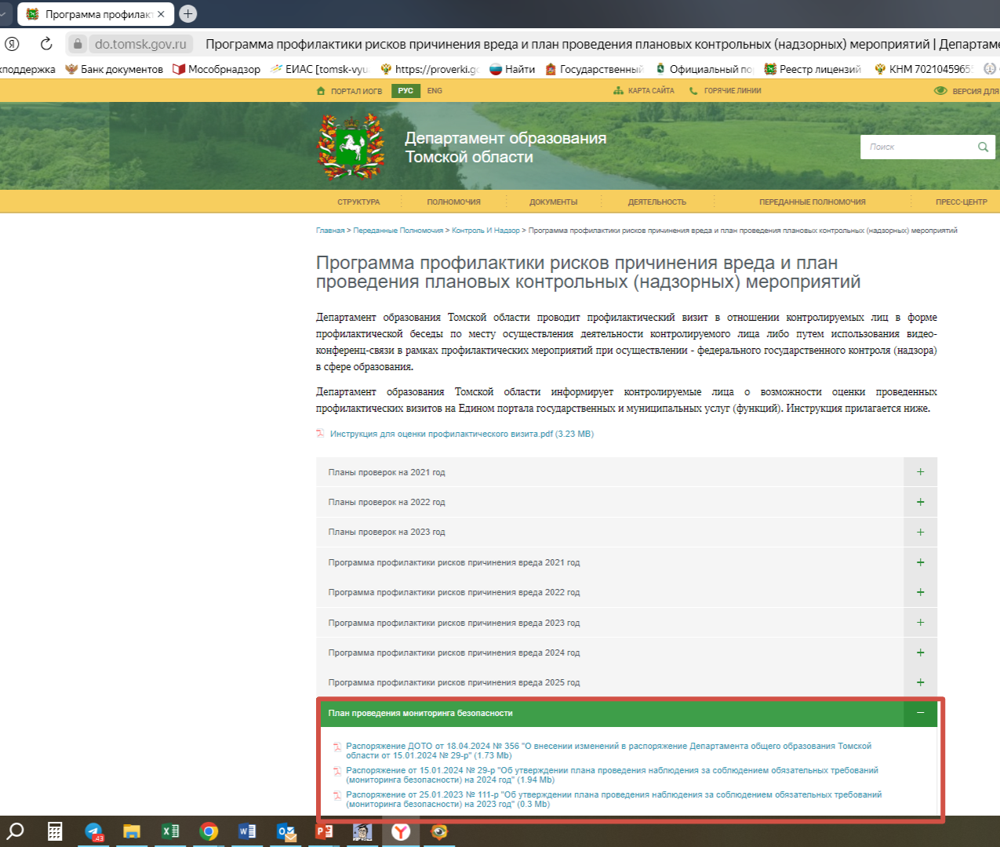 Программа профилак
do.tomsk.gov.ru Программа профилактики рисков причинения вреда и план проведения плановых контрольных (надзорных) мероприятий | Департаме
кподдержка Банк документов Мособрнадзор ЕИАС [tomsk-vyu https://proverki.go Найти Государственный Официальный по Реестр лицензий КНМ 7021045965
ПОРТАЛ ИОГВ РУС ENG КАРТА САЙТА ГОРЯЧИЕ ЛИНИИ ВЕРСИЯ ДЛЯ
Департамент образования
Томской области
Поиск
СТРУКТУРА ПОЛНОМОЧИЯ ДОКУМЕНТЫ ДЕЯТЕЛЬНОСТЬ ПЕРЕДАННЫЕ ПОЛНОМОЧИЯ ПРЕСС-ЦЕНТР
Главная > Переданные Полномочия > Контроль И Надзор > Программа профилактики рисков причинения вреда и план проведения плановых контрольных (надзорных) мероприятий
Программа профилактики рисков причинения вреда и план
проведения плановых контрольных (надзорных) мероприятий
Департамент образования Томской области проводит профилактический визит в отношении контролируемых лиц в форме
профилактической беседы по месту осуществления деятельности контролируемого лица либо путем использования видео-
конференц-связи в рамках профилактических мероприятий при осуществлении - федерального государственного контроля (надзора)
в сфере образования.
Департамент образования Томской области информирует контролируемые лица о возможности оценки проведенных
профилактических визитов на Едином портала государственных и муниципальных услуг (функций). Инструкция прилагается ниже.
Инструкция для оценки профилактического визита.pdf (3.23 MB)
Планы проверок на 2021 год +
Планы проверок на 2022 год +
Планы проверок на 2023 год +
Программа профилактики рисков причинения вреда 2021 год +
Программа профилактики рисков причинения вреда 2022 год +
Программа профилактики рисков причинения вреда 2023 год +
Программа профилактики рисков причинения вреда 2024 год +
Программа профилактики рисков причинения вреда 2025 год +
План проведения мониторинга безопасности −
Распоряжение ДОТО от 18.04.2024 № 356 "О внесении изменений в распоряжение Департамента общего образования Томской
области от 15.01.2024 № 29-р" (1.73 Mb)
Распоряжение от 15.01.2024 № 29-р "Об утверждении плана проведения наблюдения за соблюдением обязательных требований
(мониторинга безопасности) на 2024 год" (1.94 Mb)
Распоряжение от 25.01.2023 № 111-р "Об утверждении плана проведения наблюдения за соблюдением обязательных требований
(мониторинга безопасности) на 2023 год" (0.3 Mb)
43